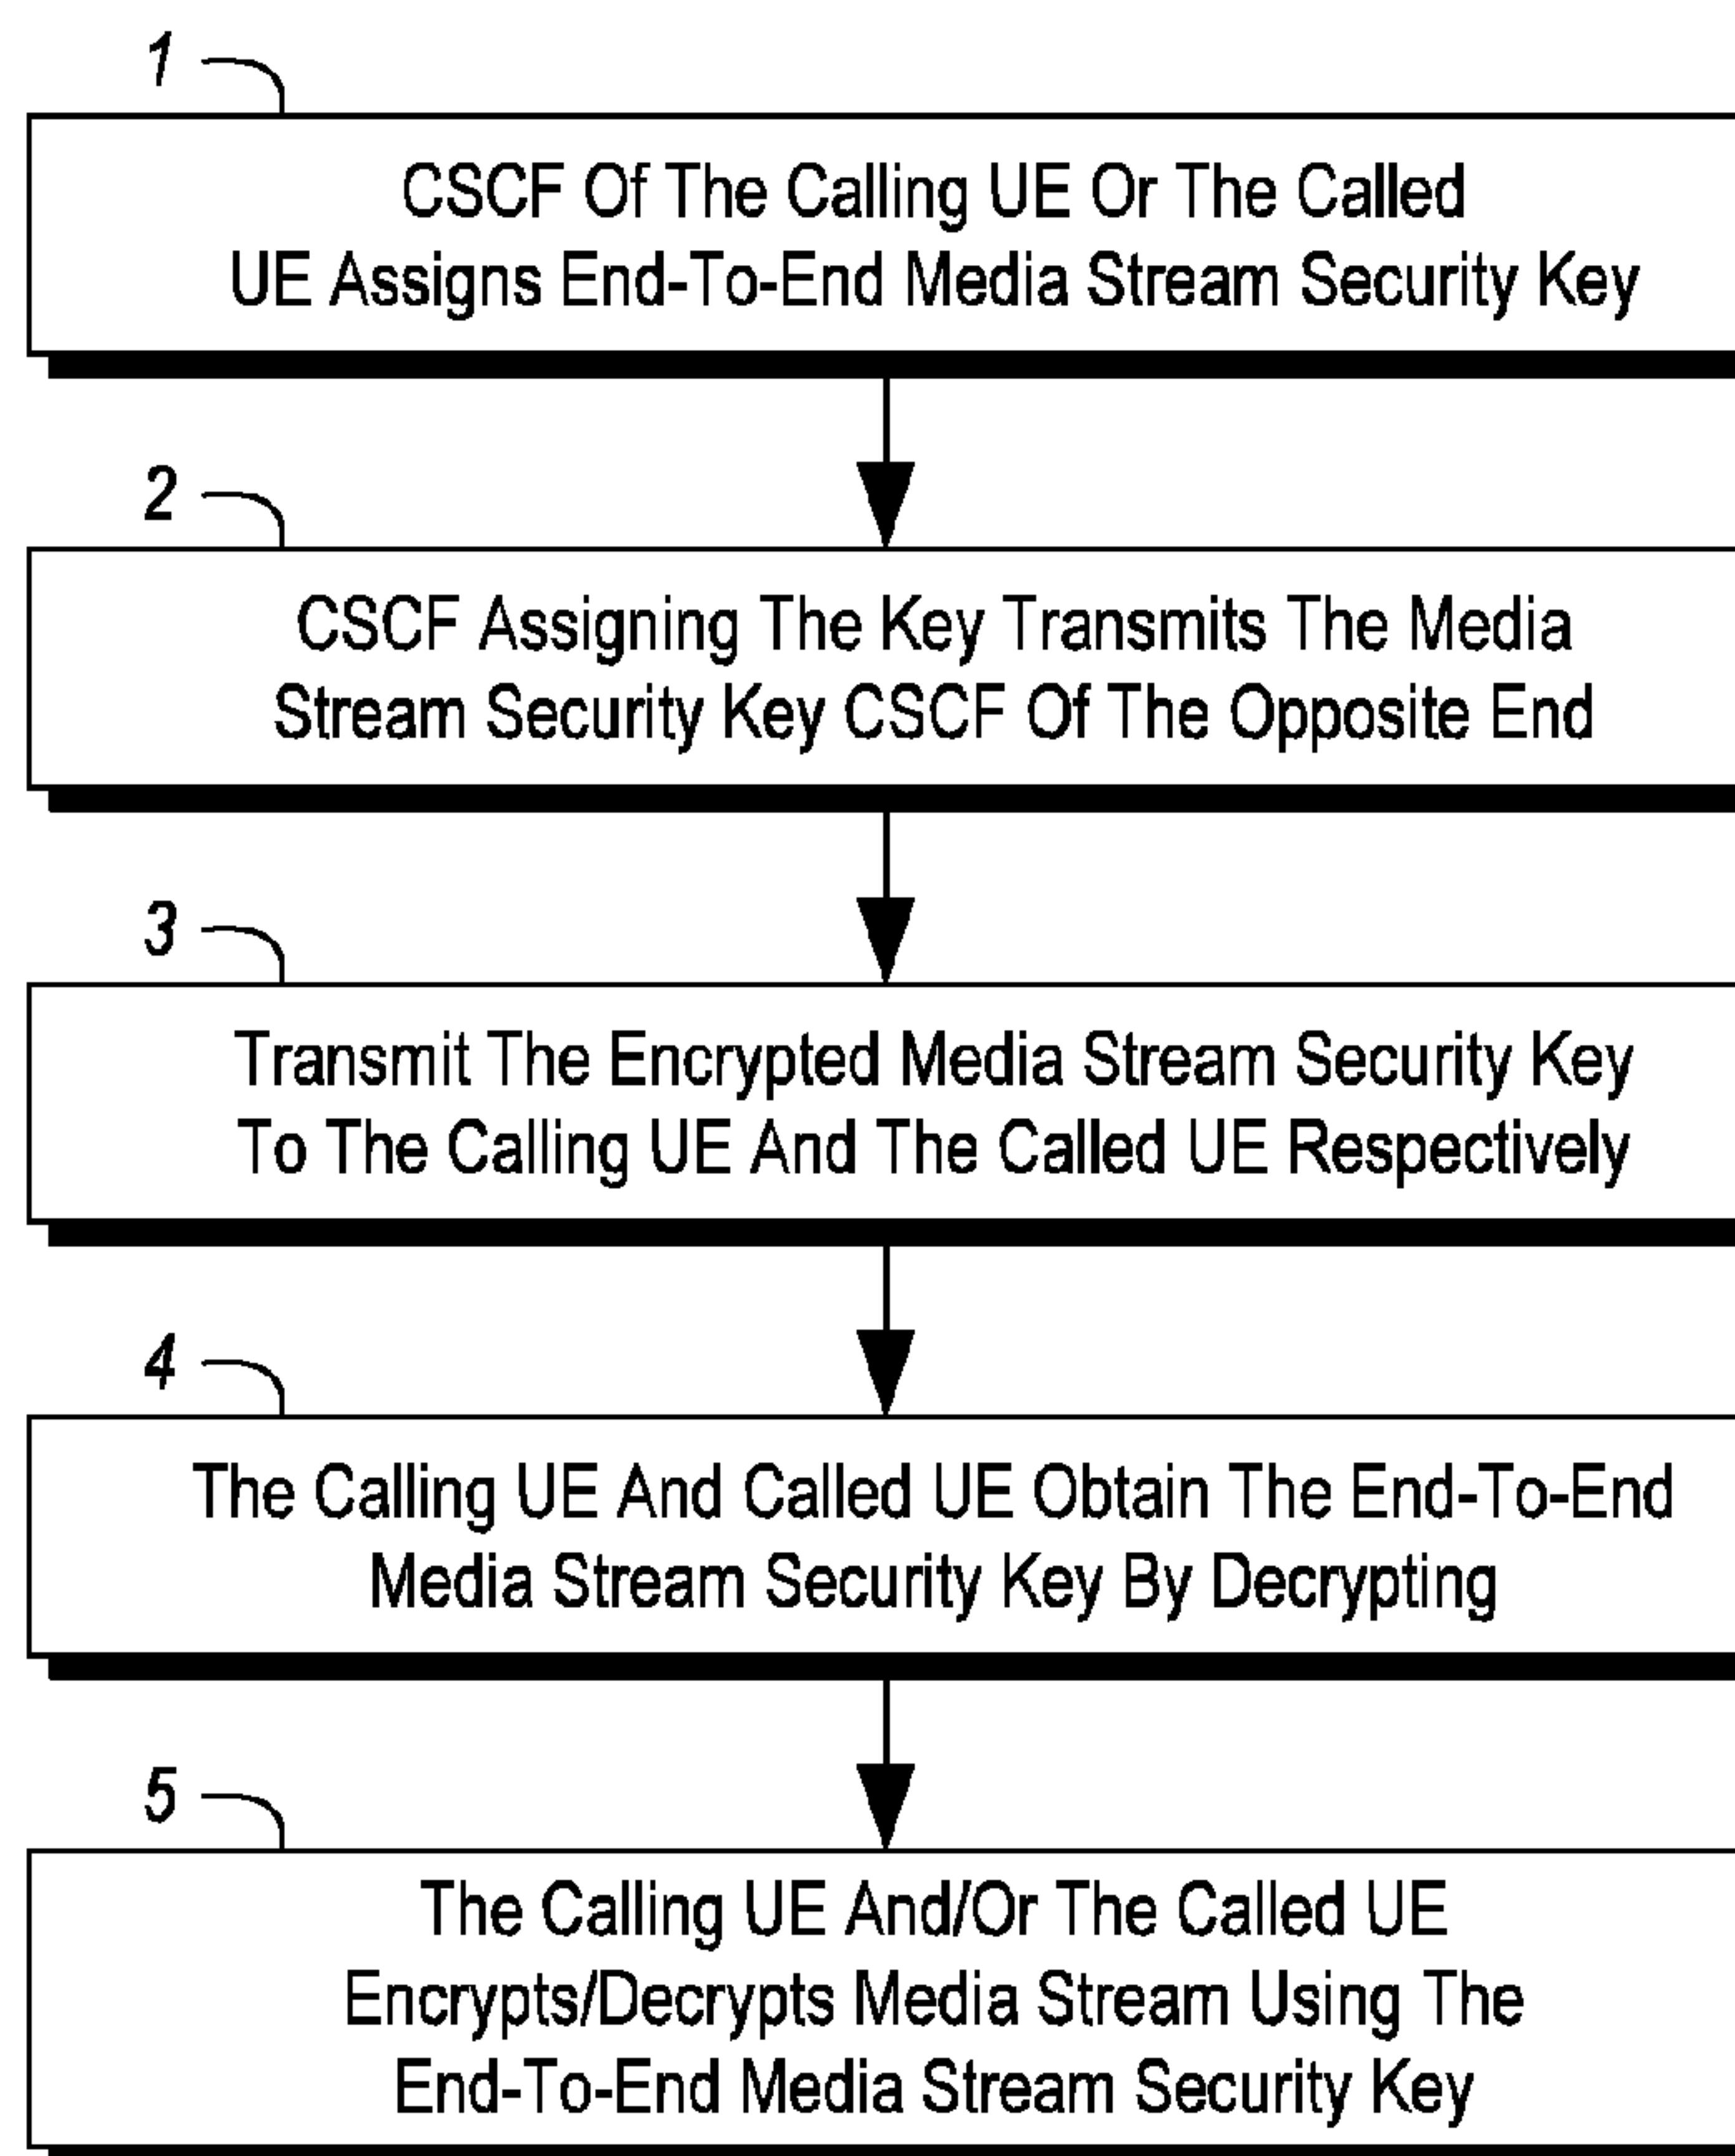 1
CSCF Of The Calling UE Or The Called
UE Assigns End-To-End Media Stream Security Key
2
CSCF Assigning The Key Transmits The Media
Stream Security Key CSCF Of The Opposite End
3
Transmit The Encrypted Media Stream Security Key
To The Calling UE And The Called UE Respectively
4
The Calling UE And Called UE Obtain The End-To-End
Media Stream Security Key By Decrypting
5
The Calling UE And/Or The Called UE
Encrypts/Decrypts Media Stream Using The
End-To-End Media Stream Security Key